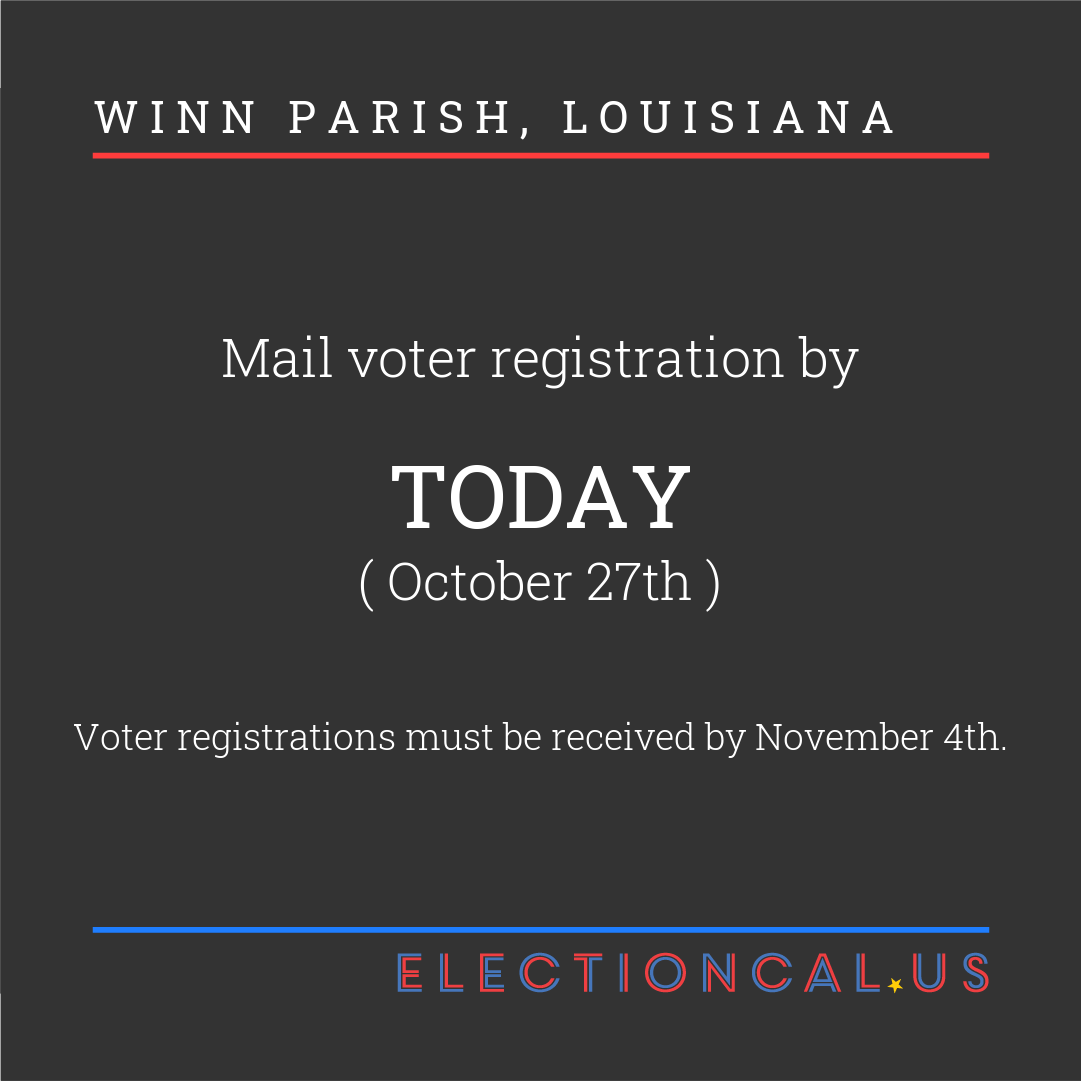 WINN PARISH, LOUISIANA
Mail voter registration by
TODAY
( October 27th )
Voter registrations must be received by November 4th.
ELECTIONCAL.US